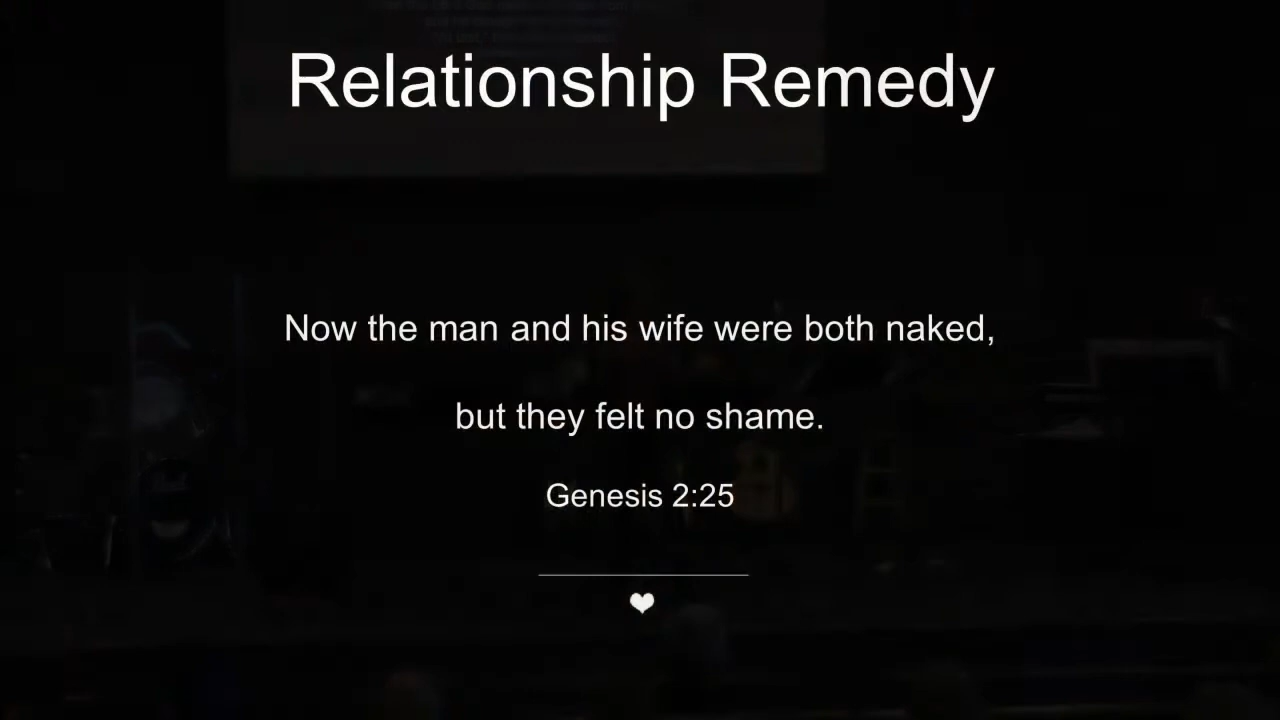 Relationship Remedy
Now the man and his wife were both naked,
but they felt no shame.
Genesis 2:25